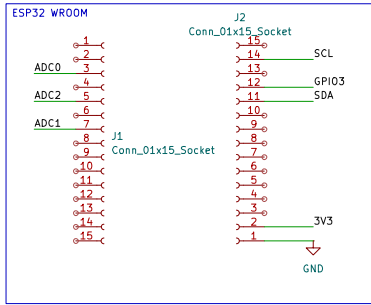 ESP32 WROOM
J2
Conn_01x15_Socket
1
2
ADC0
3
4
ADC2
5
6
ADC1
7
8
9
10
11
12
13
14
15
J1
Conn_01x15_Socket
15
14
SCL
13
12
GPIO3
11
SDA
10
9
8
7
6
5
4
3
2
3V3
1
GND